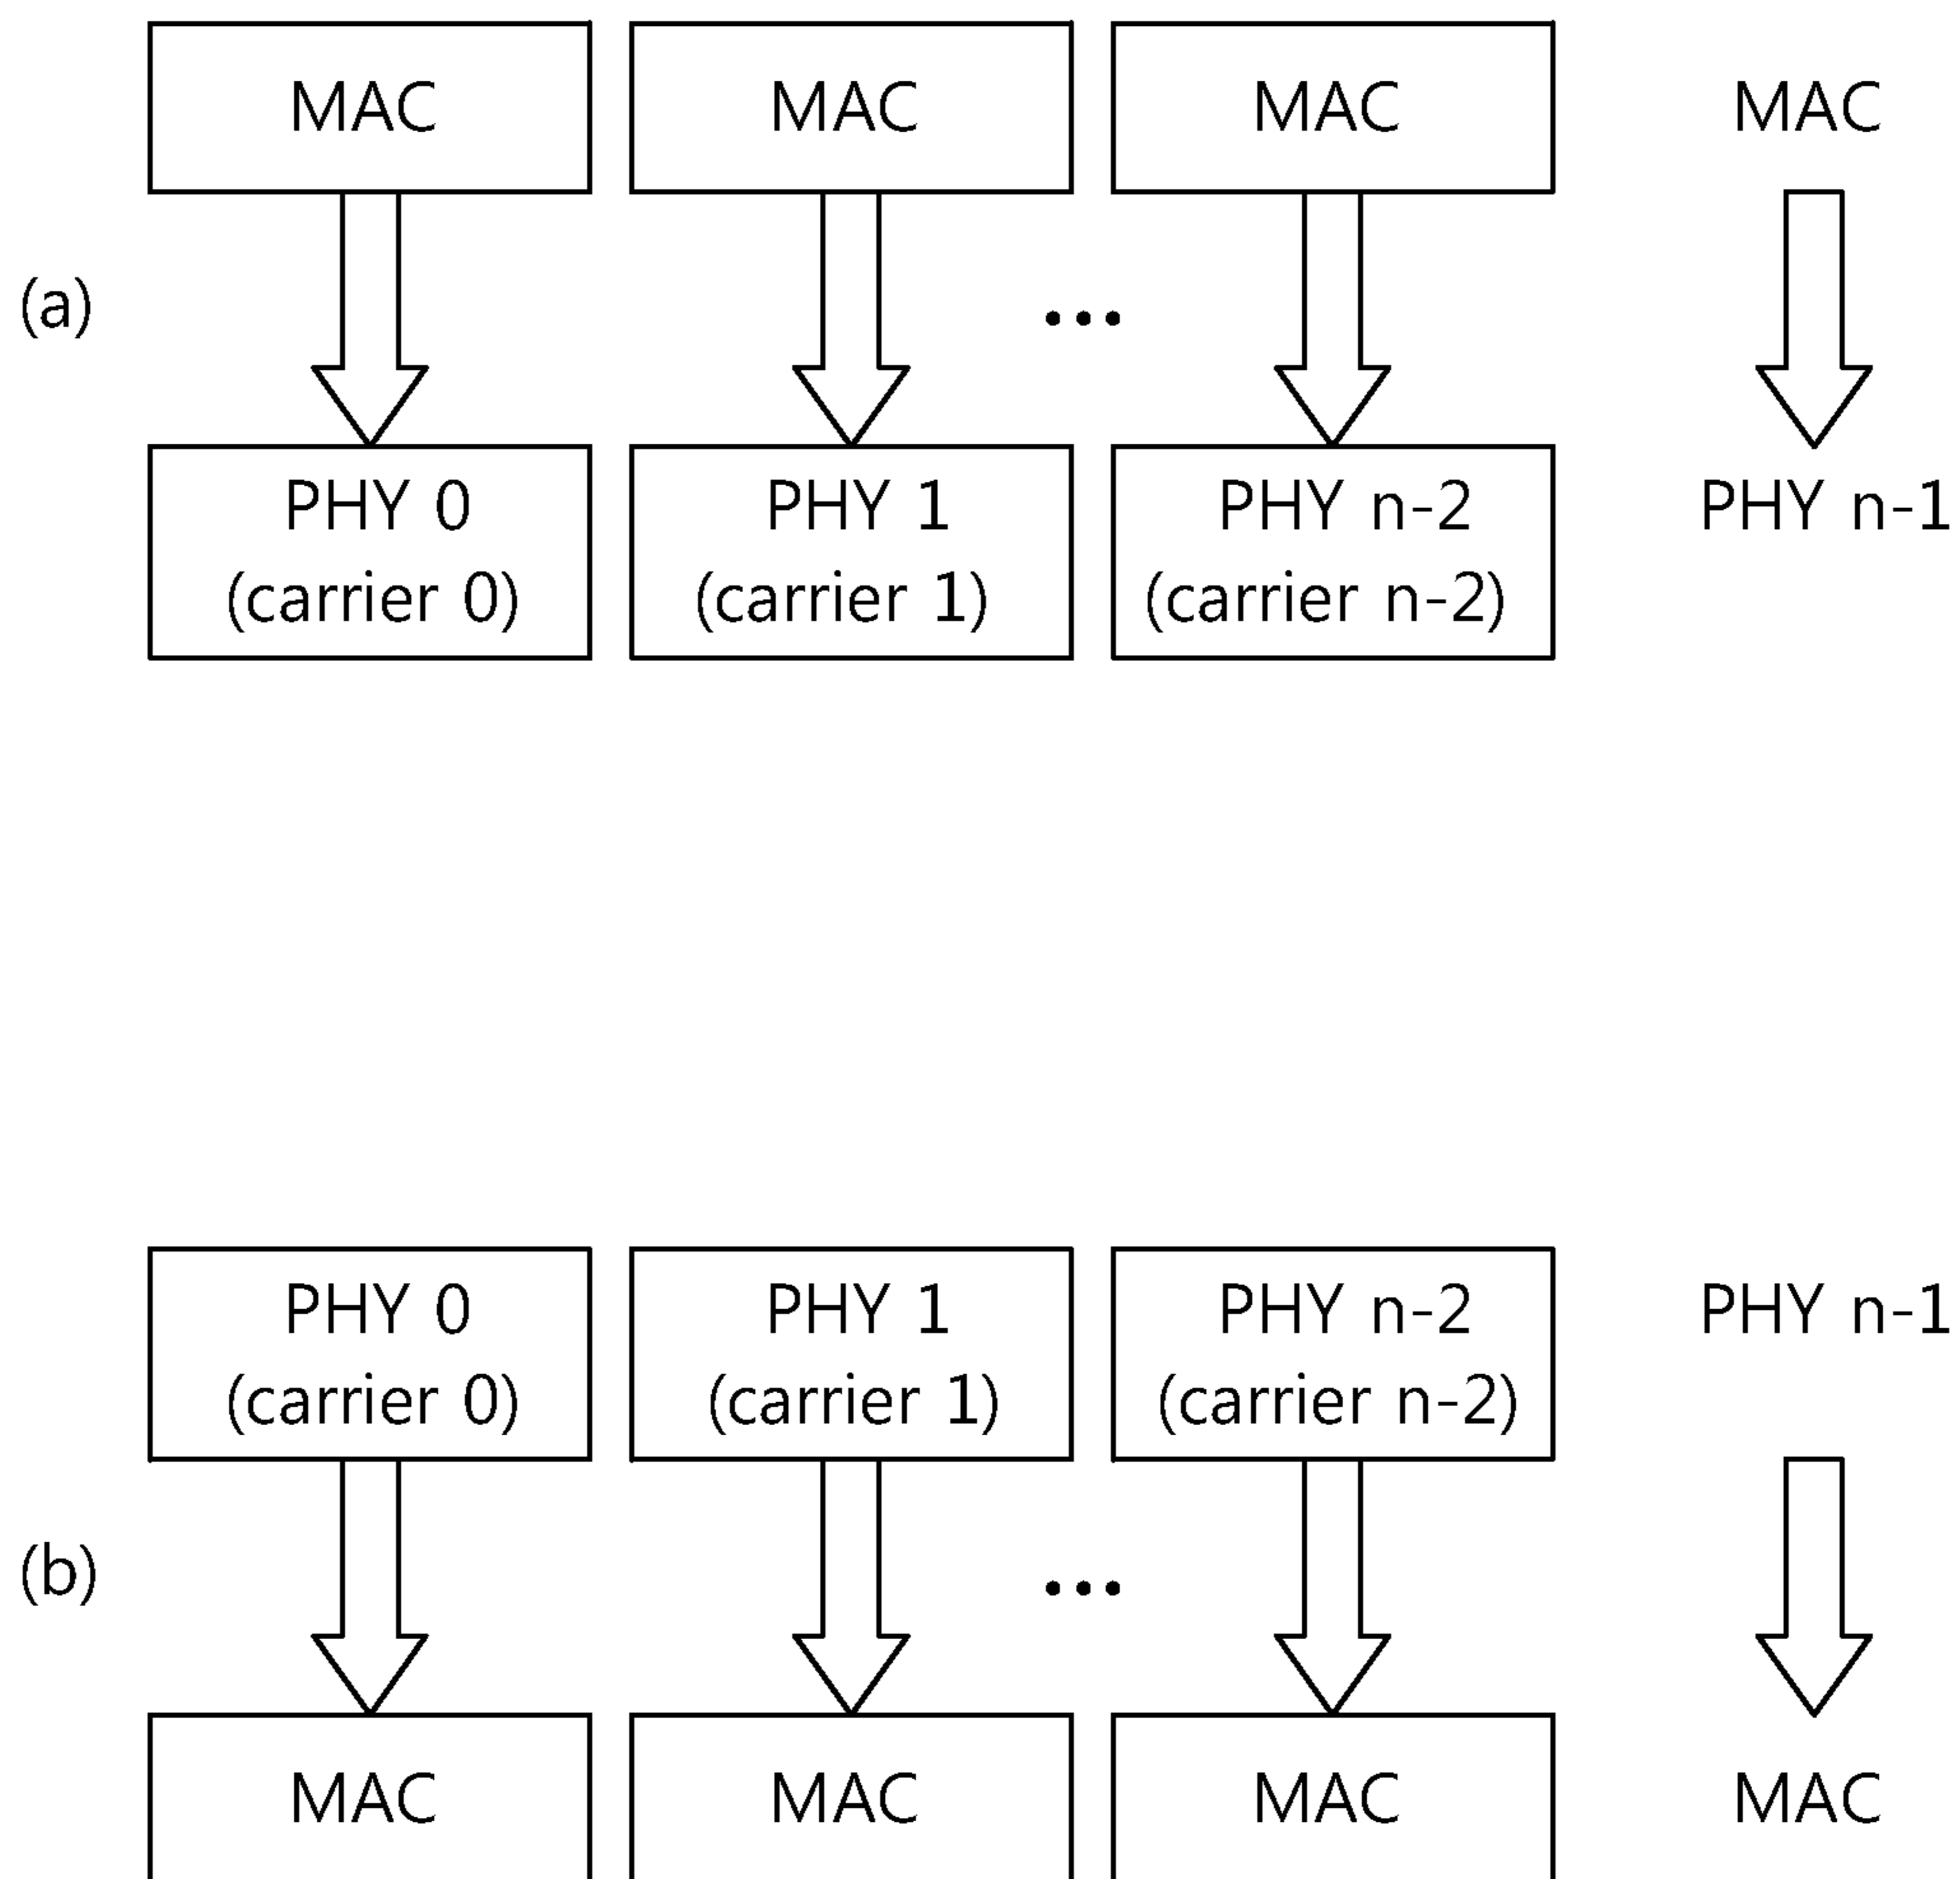 MAC MAC MAC MAC
(a)
...
PHY 0 PHY 1 PHY n-2 PHY n-1
(carrier 0) (carrier 1) (carrier n-2)
PHY 0 PHY 1 PHY n-2 PHY n-1
(carrier 0) (carrier 1) (carrier n-2)
(b)
...
MAC MAC MAC MAC